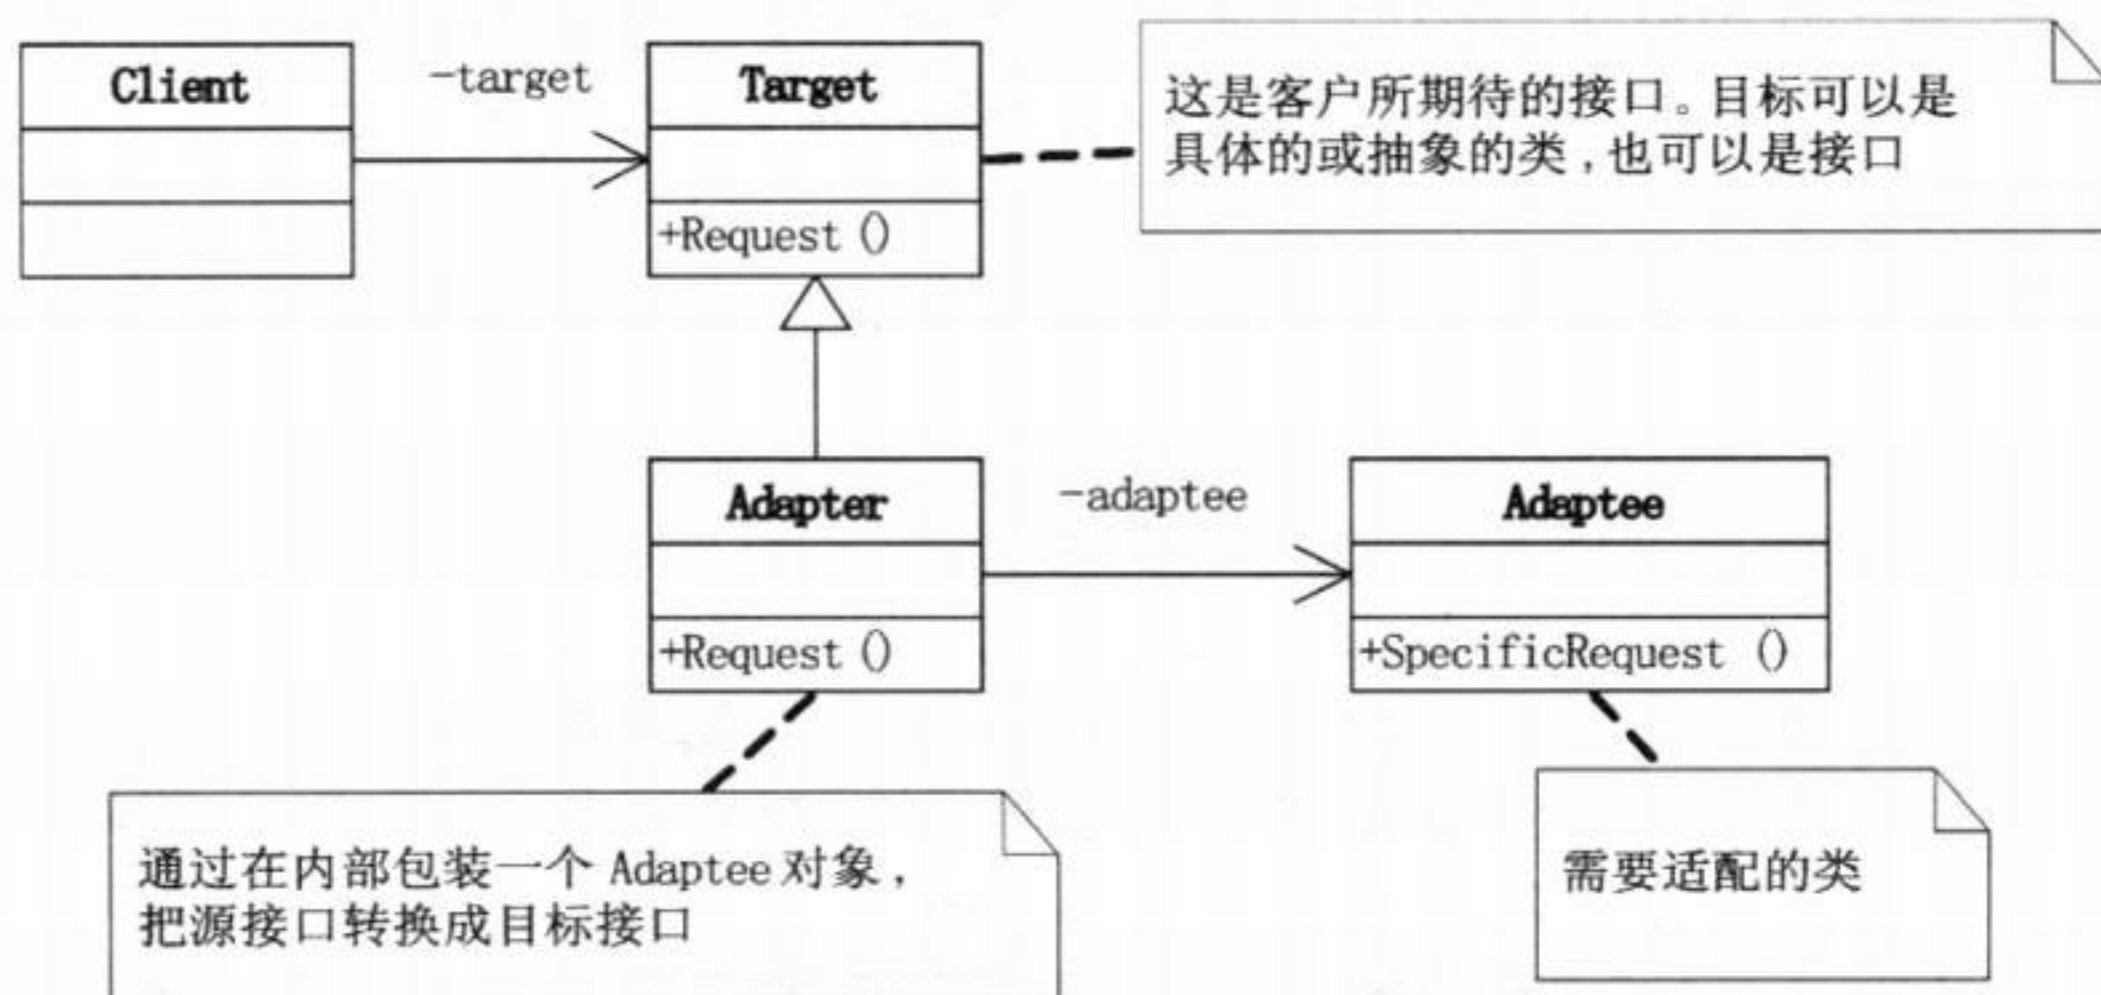 Client
-target
Target
+Request ()
这是客户所期待的接口。目标可以是
具体的或抽象的类,也可以是接口
Adapter
+Request ()
-adaptee
Adaptee
+SpecificRequest ()
通过在内部包装一个 Adaptee 对象,
把源接口转换成目标接口
需要适配的类